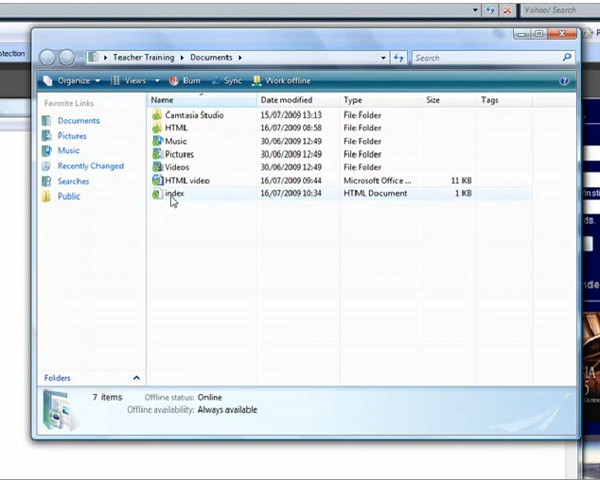 Yahoo! Search
otection
Teacher Training
Documents
Search
Organize
Views
Burn
Sync
Work offline
Favorite Links
Documents
Pictures
Music
Recently Changed
Searches
Public
Name Date modified Type Size Tags
Camtasia Studio 15/07/2009 13:13 File Folder
HTML 16/07/2009 08:58 File Folder
Music 30/06/2009 12:49 File Folder
Pictures 30/06/2009 12:49 File Folder
Videos 30/06/2009 12:49 File Folder
HTML video 16/07/2009 09:44 Microsoft Office ... 11 KB
index 16/07/2009 10:34 HTML Document 1 KB
Folders
7 items Offline status: Online
Offline availability: Always available